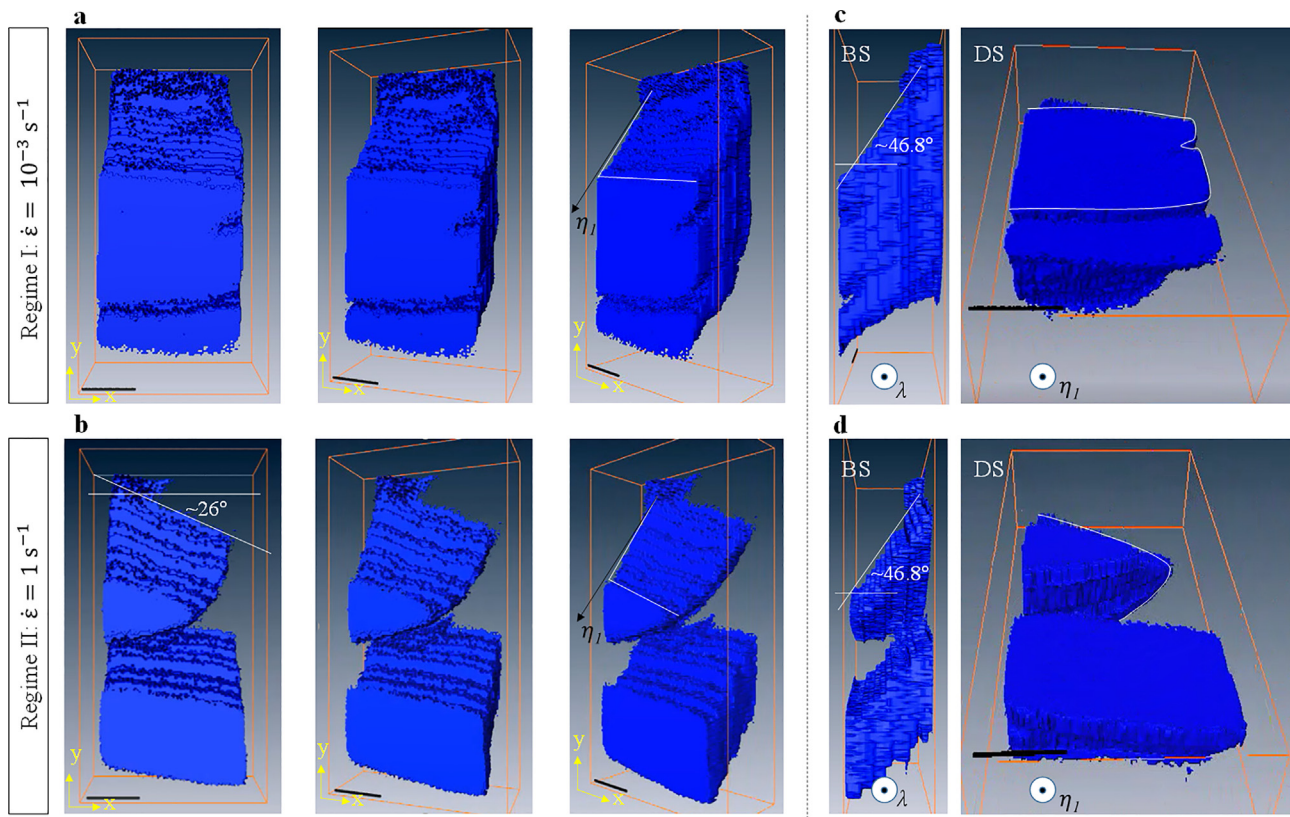 a
Regime I: ε̇ = 10⁻³ s⁻¹
η₁
y
x
y
x
y
x
c
BS
~46.8°
λ
DS
η₁
b
Regime III: ε̇ = 1 s⁻¹
~26°
η₁
y
x
y
x
y
x
d
BS
~46.8°
λ
DS
η₁